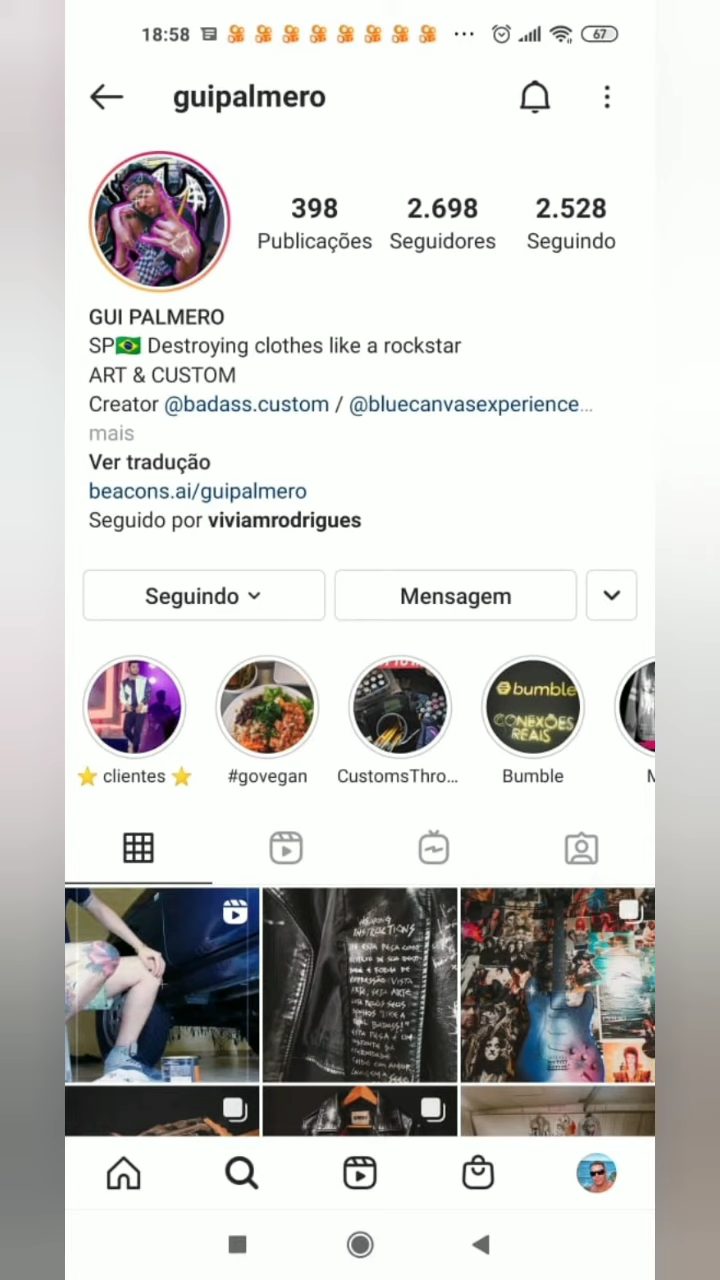 18:58
67
guipalmero
398
2.698
2.528
Publicações
Seguidores
Seguindo
GUI PALMERO
SP🇧🇷 Destroying clothes like a rockstar
ART & CUSTOM
Creator @badass.custom / @bluecanvasexperience...
mais
Ver tradução
beacons.ai/guipalmero
Seguido por viviamrodrigues
Seguindo
Mensagem
bumble
CONEXÕES
REAIS
⭐ clientes ⭐
#govegan
CustomsThro...
Bumble
M
INSTRUCTIONS